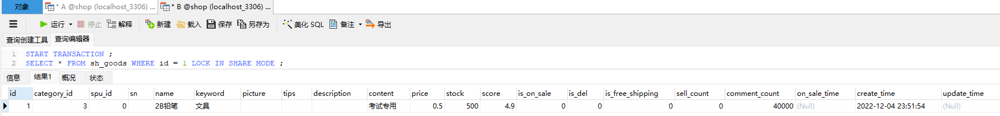 对象 * A @shop (localhost_3306) ... * B @shop (localhost_3306) ...
运行 停止 解释 新建 载入 保存 另存为 美化 SQL 备注 导出
查询创建工具 查询编辑器
1 START TRANSACTION ;
2 SELECT * FROM sh_goods WHERE id = 1 LOCK IN SHARE MODE ;
信息 结果1 概况 状态
id category_id spu_id sn name keyword picture tips description content price stock score is_on_sale is_del is_free_shipping sell_count comment_count on_sale_time create_time update_time
1 3 0 2B铅笔 文具 考试专用 0.5 500 4.9 0 0 0 0 40000 (Null) 2022-12-04 23:51:54 (Null)